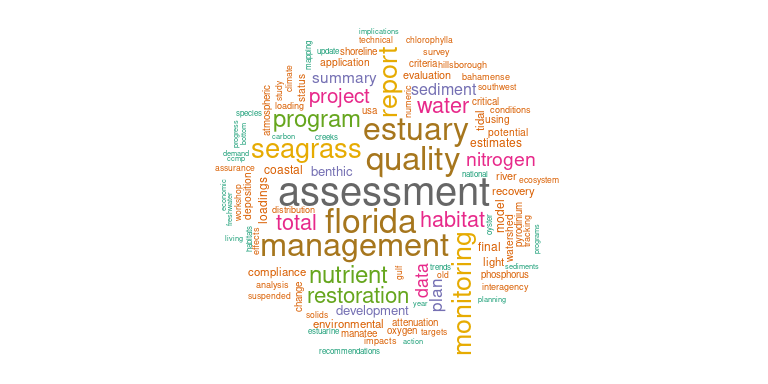 implications
technical
chlorophylla
update
shoreline
survey
mapping
application
criteria
hillsborough
climate
status
summary
report
evaluation
bahamense
study
project
sediment
southwest
atmospheric
loading
usa
numeric
water
critical
species
program
estuary
tidal
conditions
using
progress
bottom
carbon
creeks
potential
demand
seagrass
quality
estimates
ccmp
nitrogen
assurance
coastal
benthic
national
river
ecosystem
economic
freshwater
workshop
deposition
loadings
assessment
recovery
distribution
total
florida
habitat
oyster
model
pyrodinium
tracking
programs
living
habitats
effects
management
monitoring
final
watershed
compliance
nutrient
gulf
data
trends
old
light
sediments
phosphorus
analysis
suspended
change
restoration
plan
year
interagency
planning
solids
development
estuarine
environmental
attenuation
manatee
oxygen
targets
impacts
action
recommendations